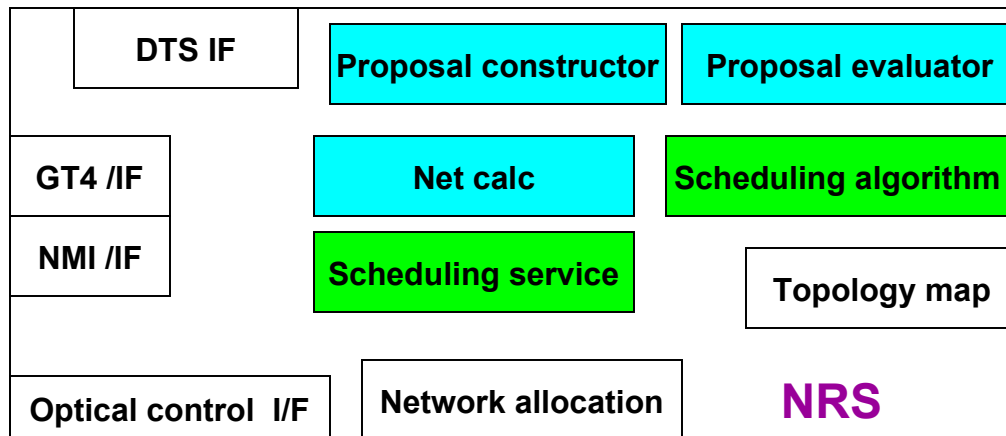 DTS IF
Proposal constructor
Proposal evaluator
GT4 /IF
Net calc
Scheduling algorithm
NMI /IF
Scheduling service
Topology map
Optical control I/F
Network allocation
NRS